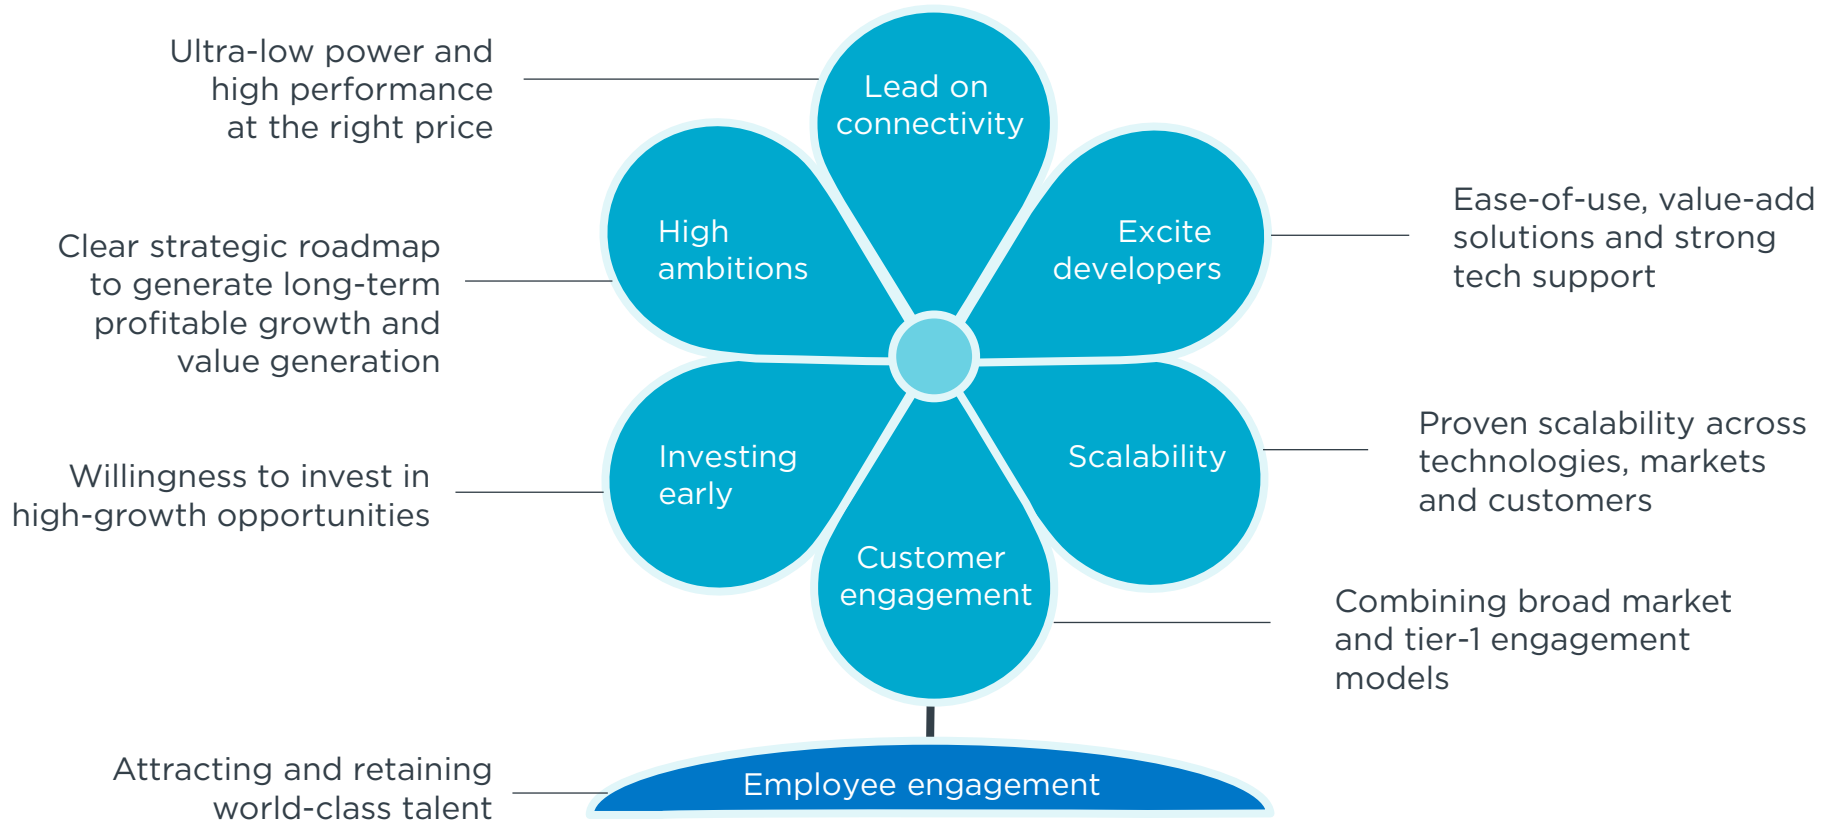 Ultra-low power and
high performance
at the right price
Lead on
connectivity
High
ambitions
Excite
developers
Ease-of-use, value-add
solutions and strong
tech support
Clear strategic roadmap
to generate long-term
profitable growth and
value generation
Investing
early
Scalability
Proven scalability across
technologies, markets
and customers
Willingness to invest in
high-growth opportunities
Customer
engagement
Combining broad market
and tier-1 engagement
models
Attracting and retaining
world-class talent
Employee engagement